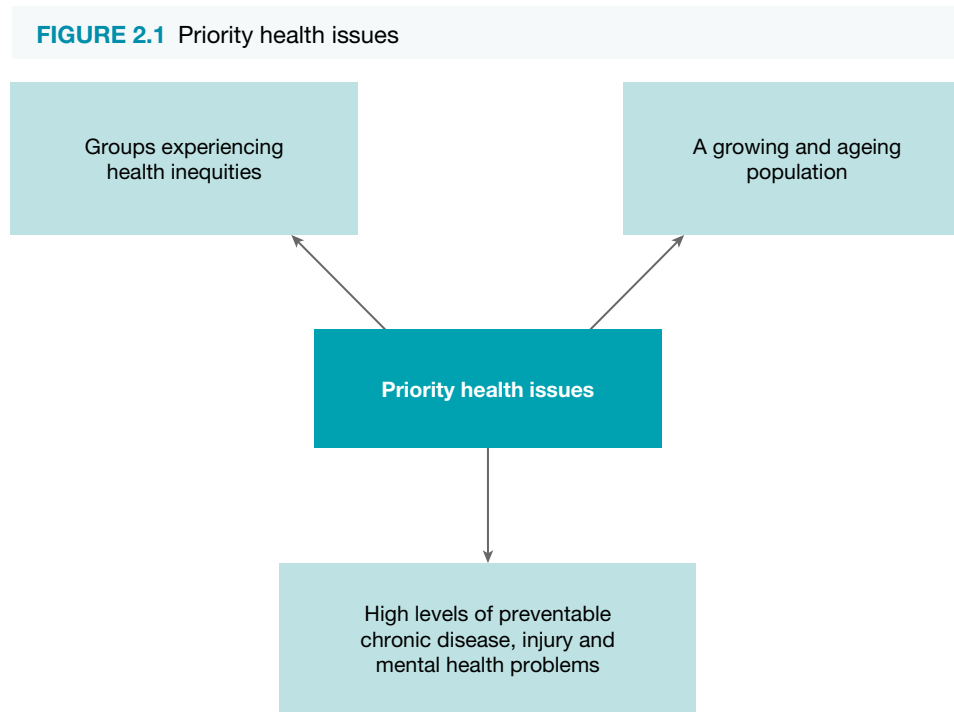 FIGURE 2.1 Priority health issues
Groups experiencing
health inequities
A growing and ageing
population
Priority health issues
High levels of preventable
chronic disease, injury and
mental health problems